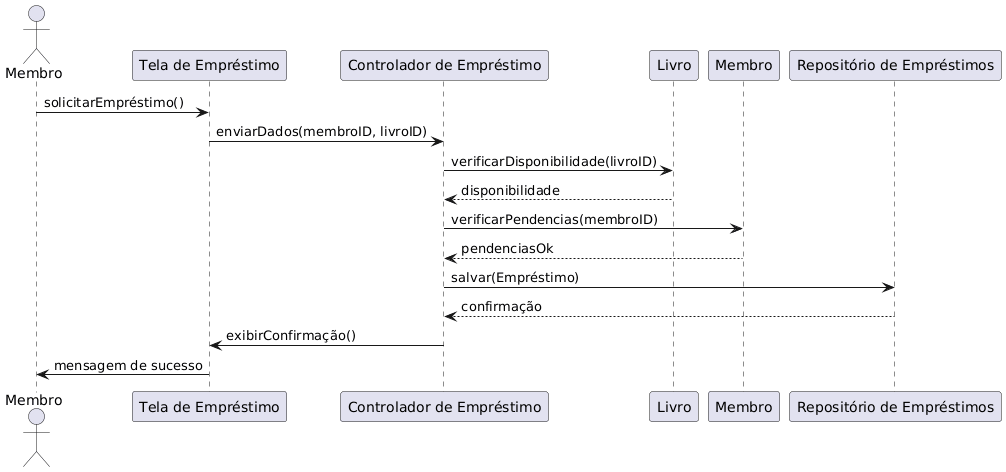 Membro
Tela de Empréstimo
Controlador de Empréstimo
Livro
Membro
Repositório de Empréstimos
solicitarEmpréstimo()
enviarDados(membroID, livroID)
verificarDisponibilidade(livroID)
disponibilidade
verificarPendencias(membroID)
pendenciasOk
salvar(Empréstimo)
confirmação
exibirConfirmação()
mensagem de sucesso
Membro
Tela de Empréstimo
Controlador de Empréstimo
Livro
Membro
Repositório de Empréstimos